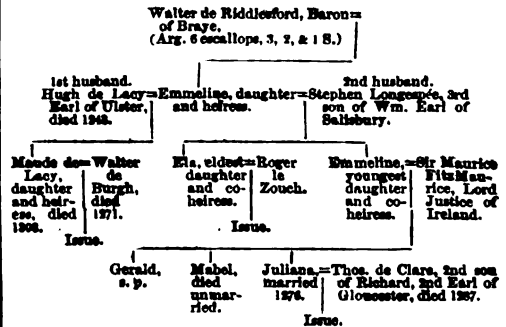 Walter de Riddlesford, Baron=
of Braye.
(Arg. 6 escallops, 3, 2, & 1 S.)
1st husband.
Hugh de Lacy=Emmeline, daughter=Stephen Longespée, 3rd
2nd husband.
Earl of Ulster, and heiress. son of Wm. Earl of
died 1248. Salisbury.
Maude de=Walter
Lacy, de
daughter Burgh,
and heir- died
ess, died 1271.
1303.
Issue.
Ela, eldest=Roger
daughter le
and co- Zouch.
heiress.
Issue.
Emmeline,=Sir Maurice
youngest FitzMau-
daughter rice, Lord
and co- Justice of
heiress. Ireland.
Gerald,
s. p.
Mabel,
died
unmar-
ried.
Juliana,=Thos. de Clare, 2nd son
married of Richard, 2nd Earl of
1276. Gloucester, died 1287.
Issue.